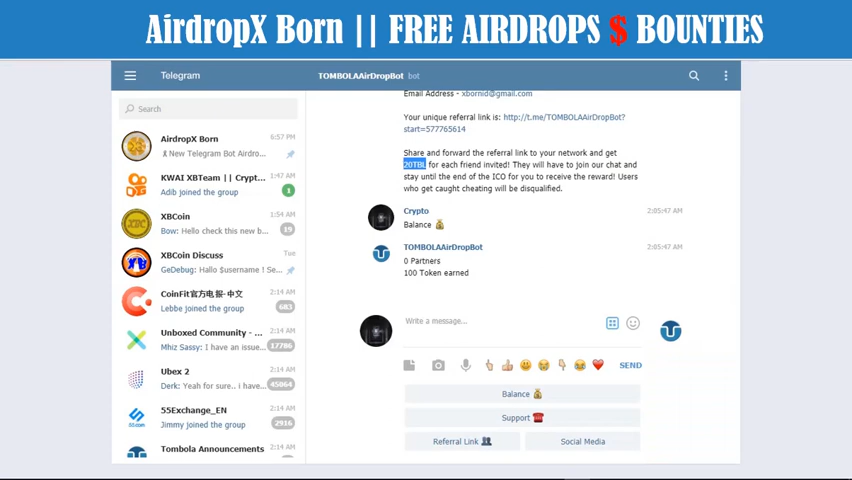 AirdropX Born || FREE AIRDROPS $ BOUNTIES
Telegram
TOMBOLAAirDropBot bot
Search
AirdropX Born 6:57 PM
New Telegram Bot Airdro...
KWAI XBTeam || Crypt... 2:14 AM
Adib joined the group 1
XBCoin 1:54 AM
Bow: Hello check this new b... 19
XBCoin Discuss Tue
GeDebug: Hallo $username ! Se...
CoinFit官方电报-中文 2:14 AM
Lebbe joined the group 683
Unboxed Community - ... 2:14 AM
Mhiz Sassy: I have an issue... 17786
Ubex 2 2:14 AM
Derk: Yeah for sure.. i have... 45064
55Exchange_EN 2:14 AM
Jimmy joined the group 2916
Tombola Announcements 2:14 AM
Email Address - xbornid@gmail.com
Your unique referral link is: http://t.me/TOMBOLAAirDropBot?
start=577765614
Share and forward the referral link to your network and get
20TBL for each friend invited! They will have to join our chat and
stay until the end of the ICO for you to receive the reward! Users
who get caught cheating will be disqualified.
Crypto 2:05:47 AM
Balance 💰
TOMBOLAAirDropBot 2:05:47 AM
0 Partners
100 Token earned
Write a message...
SEND
Balance 💰
Support ☎️
Referral Link 👥 Social Media